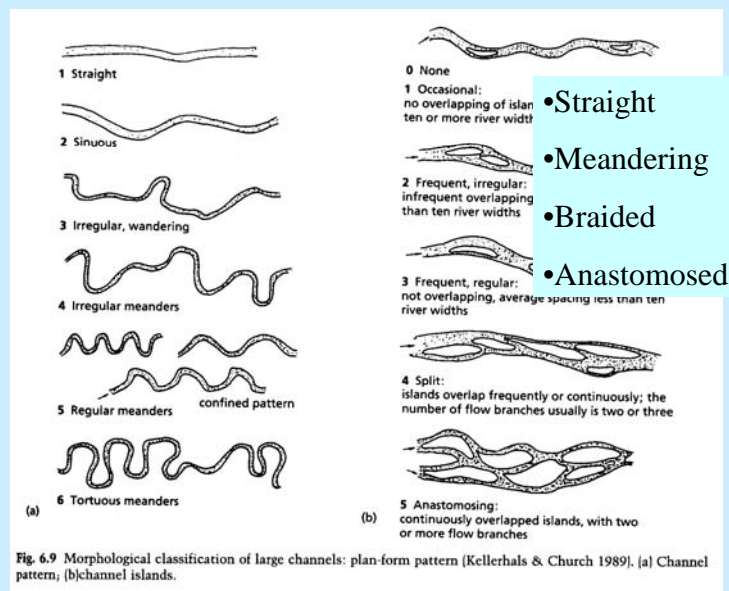 1 Straight
2 Sinuous
3 Irregular, wandering
4 Irregular meanders
5 Regular meanders
confined pattern
6 Tortuous meanders
(a)
0 None
1 Occasional:
no overlapping of
ten or more river
2 Frequent, irregular:
infrequent overlapping
than ten river widths
3 Frequent, regular:
not overlapping, average spacing less than ten
river widths
4 Split:
islands overlap frequently or continuously; the
number of flow branches usually is two or three
5 Anastomosing:
continuously overlapped islands, with two
or more flow branches
(b)
•Straight
•Meandering
•Braided
•Anastomosed
Fig. 6.9 Morphological classification of large channels: plan-form pattern (Kellerhals & Church 1989). (a) Channel
pattern; (b)channel islands.